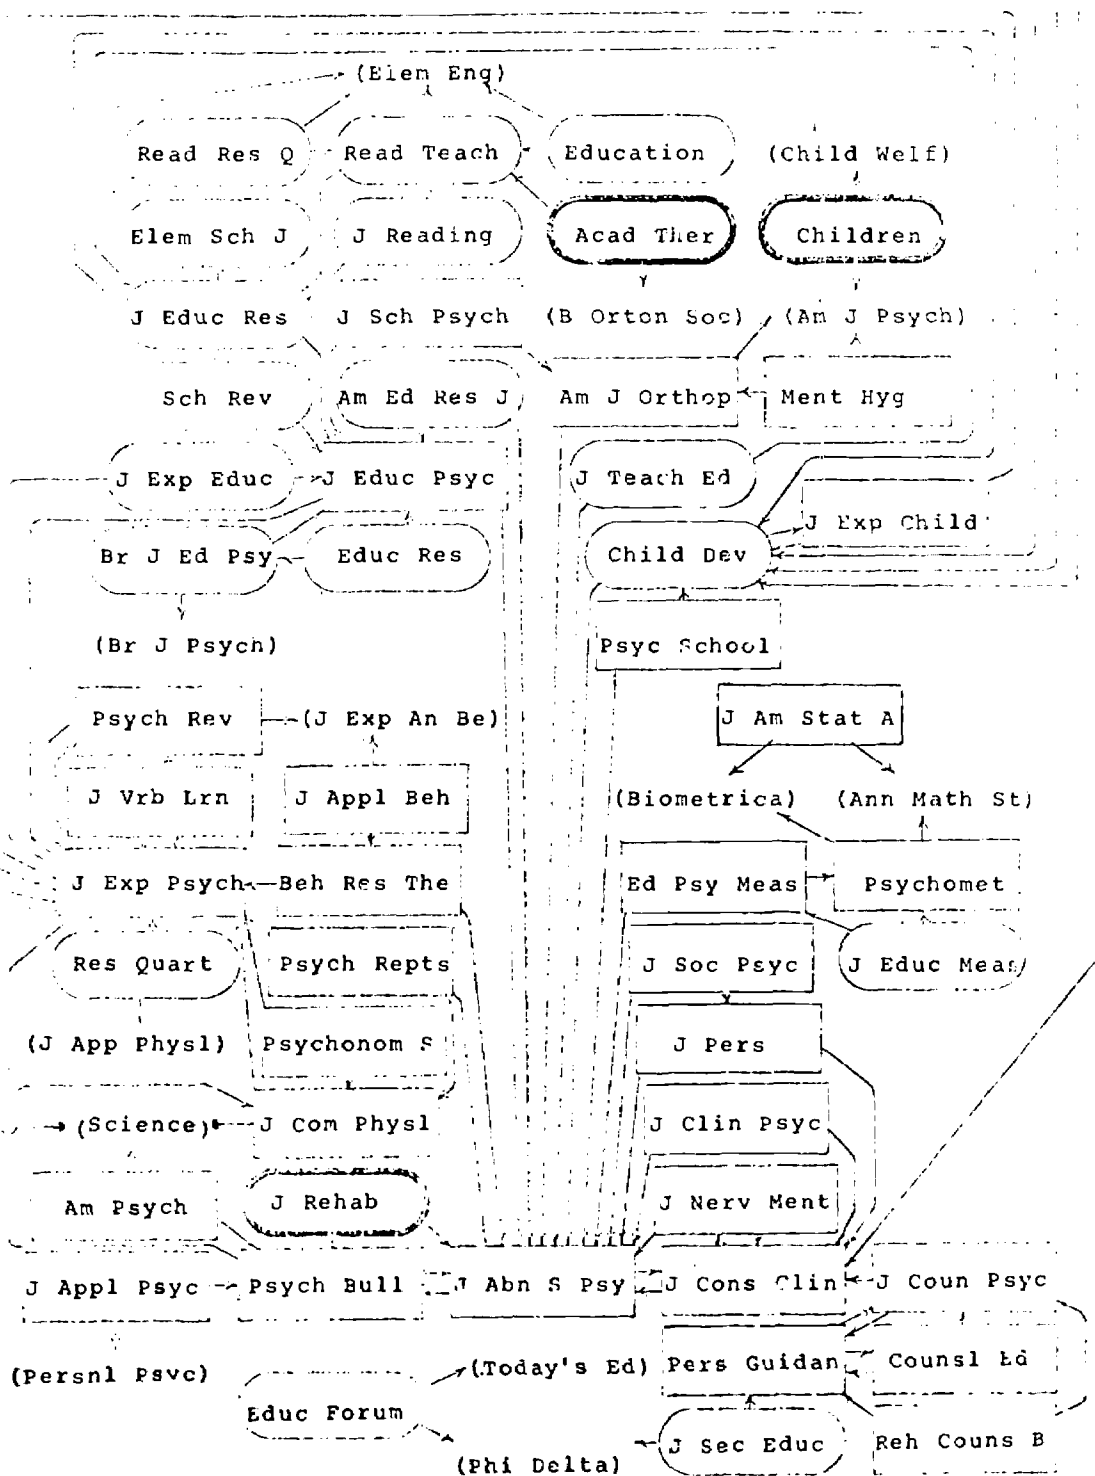 (Elem Eng)
Read Res Q Read Teach Education (Child Welf)
Elem Sch J J Reading Acad Ther Children
J Educ Res J Sch Psych (B Orton Soc) (Am J Psych)
Sch Rev Am Ed Res J Am J Orthop Ment Hyg
J Exp Educ J Educ Psyc J Teach Ed
J Exp Child
Br J Ed Psy Educ Res Child Dev
(Br J Psych) Psyc School
Psych Rev (J Exp An Be) J Am Stat A
J Vrb Lrn J Appl Beh (Biometrica) (Ann Math St)
J Exp Psych Beh Res The Ed Psy Meas Psychomet
Res Quart Psych Repts J Soc Psyc J Educ Meas
(J App Physl) Psychonom S J Pers
(Science) J Com Physl J Clin Psyc
Am Psych J Rehab J Nerv Ment
J Appl Psyc Psych Bull J Abn S Psy J Cons Clin J Coun Psyc
(Persnl Psyc) (Today's Ed) Pers Guidan Counsl Ed
Educ Forum
J Sec Educ Reh Couns B
(Phi Delta)